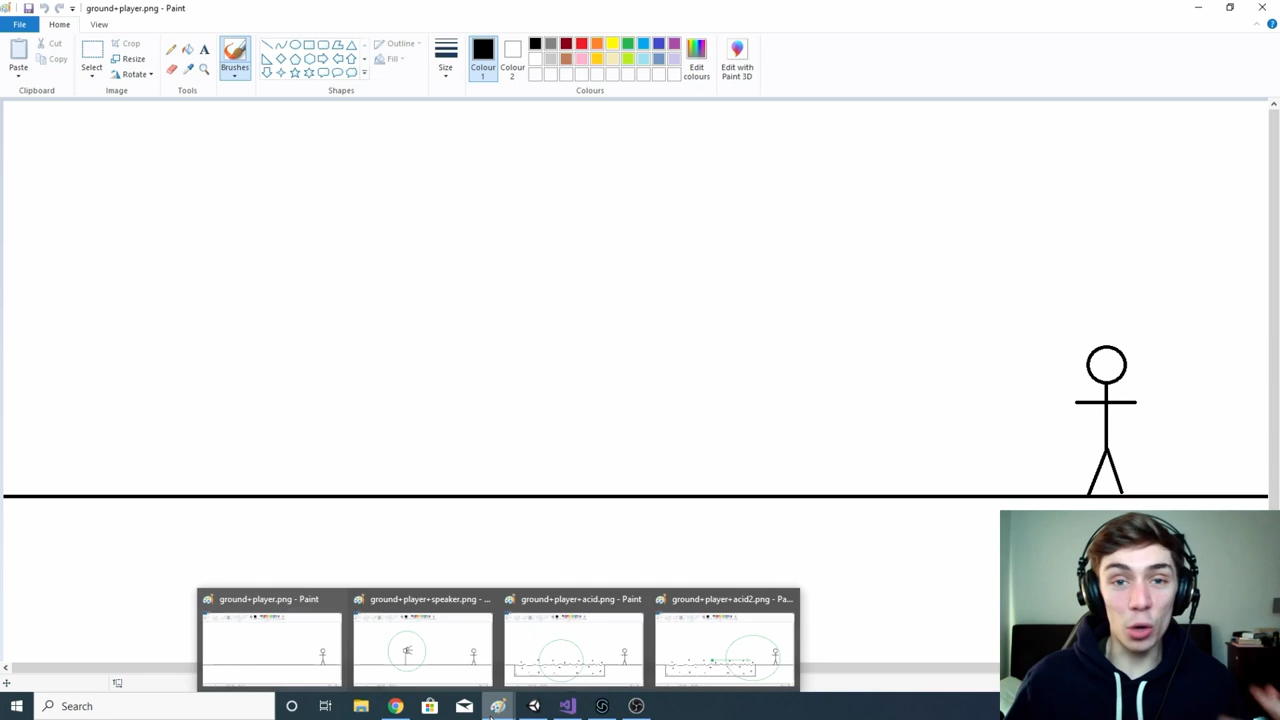 ground+player.png - Paint
File
Home
View
Paste
Cut
Copy
Clipboard
Select
Crop
Resize
Rotate
Image
Tools
Brushes
Shapes
Outline
Fill
Size
Colour 1
Colour 2
Edit colours
Colours
Edit with Paint 3D
ground+player.png - Paint
ground+player+speaker.png - ...
ground+player+acid.png - Paint
ground+player+acid2.png - Pa...
Search